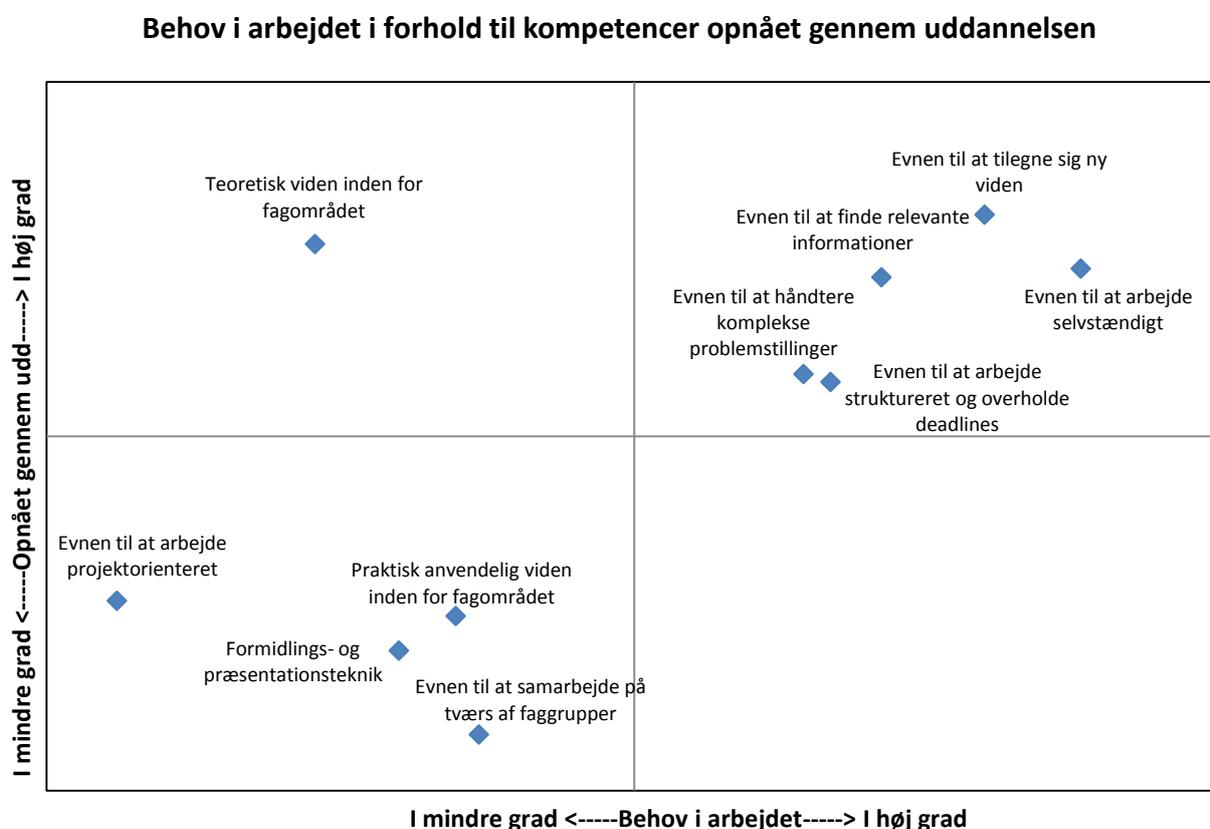 Behov i arbejdet i forhold til kompetencer opnået gennem uddannelsen
I mindre grad <-----Opnået gennem udd-----> I høj grad
Teoretisk viden inden for
fagområdet
Evnen til at tilegne sig ny
viden
Evnen til at finde relevante
informationer
Evnen til at arbejde
selvstændigt
Evnen til at håndtere
komplekse
problemstillinger
Evnen til at arbejde
struktureret og overholde
deadlines
Evnen til at arbejde
projektorienteret
Praktisk anvendelig viden
inden for fagområdet
Formidlings- og
præsentationsteknik
Evnen til at samarbejde på
tværs af faggrupper
I mindre grad <-----Behov i arbejdet-----> I høj grad